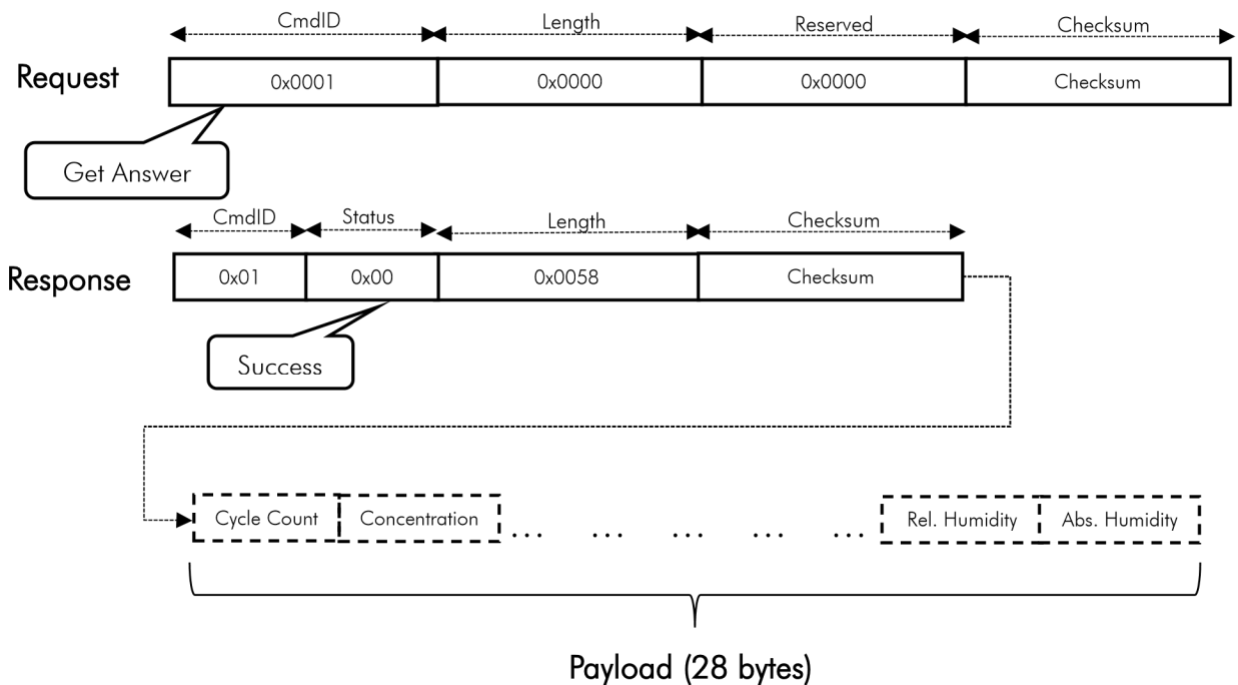 CmdID Length Reserved Checksum
Request 0x0001 0x0000 0x0000 Checksum
Get Answer
CmdID Status Length Checksum
Response 0x01 0x00 0x0058 Checksum
Success
Cycle Count Concentration ... ... ... ... ... Rel. Humidity Abs. Humidity
Payload (28 bytes)